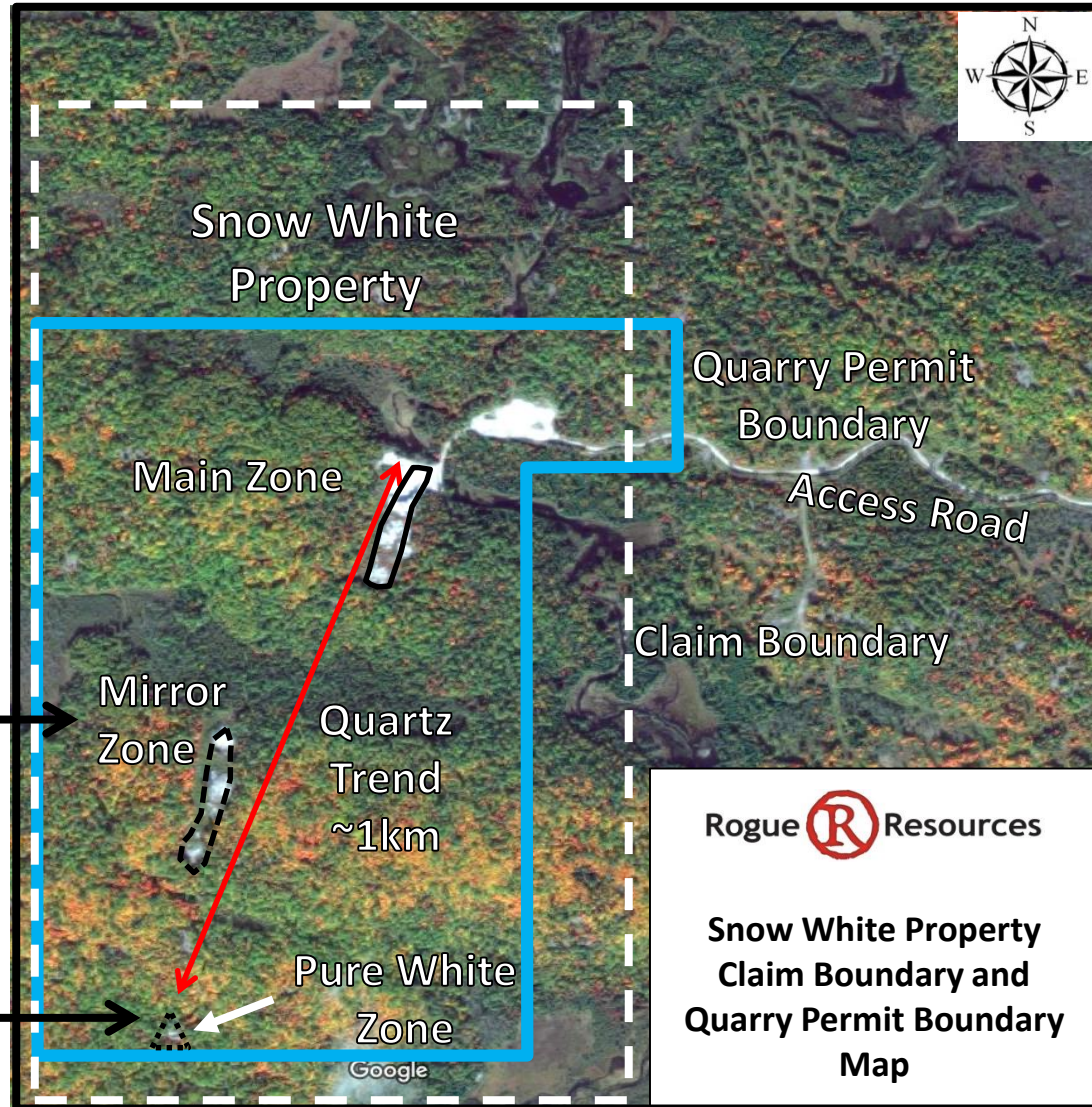 N
W E
S
Snow White
Property
Quarry Permit
Boundary
Main Zone
Access Road
Claim Boundary
Mirror
Zone
Quartz
Trend
~1km
Pure White
Zone
Google
Rogue R Resources
Snow White Property
Claim Boundary and
Quarry Permit Boundary
Map